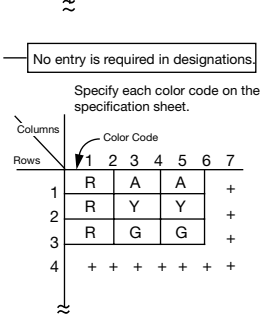 No entry is required in designations.
Specify each color code on the
specification sheet.
Columns
Color Code
Rows 1 2 3 4 5 6 7
1 R A A +
2 R Y Y +
3 R G G +
4 + + + + + + +